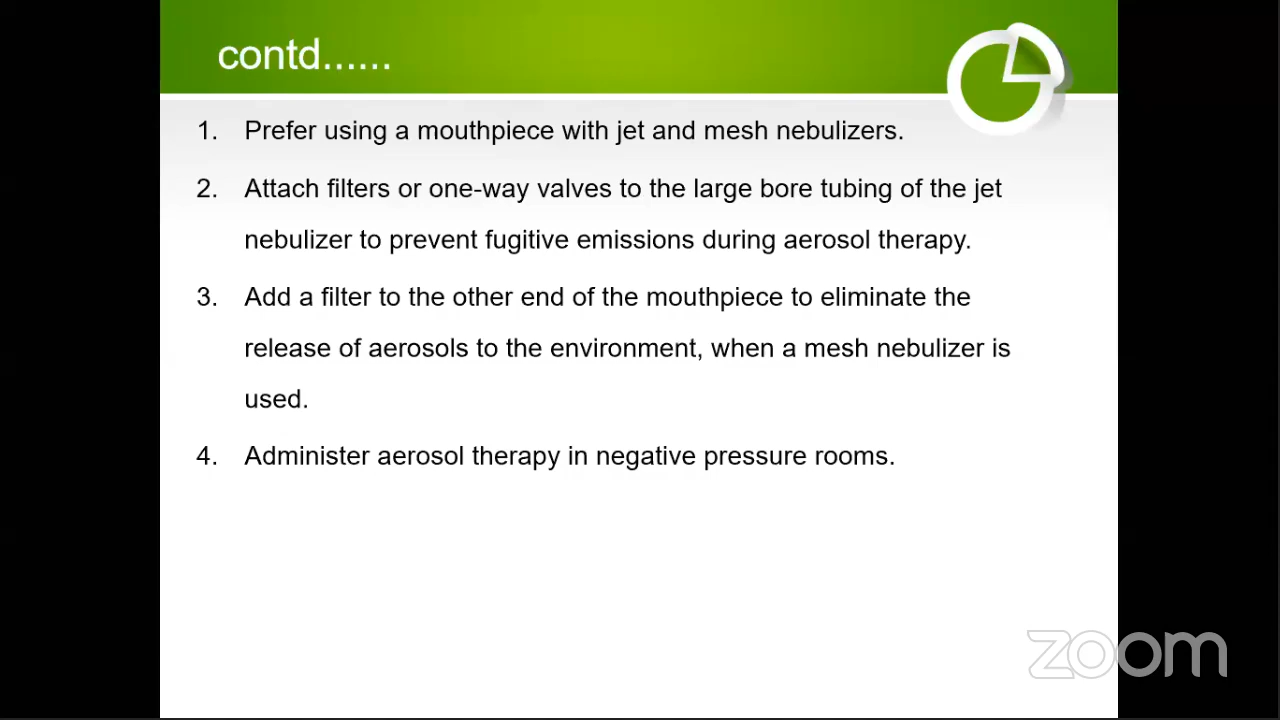 contd......
1. Prefer using a mouthpiece with jet and mesh nebulizers.
2. Attach filters or one-way valves to the large bore tubing of the jet
nebulizer to prevent fugitive emissions during aerosol therapy.
3. Add a filter to the other end of the mouthpiece to eliminate the
release of aerosols to the environment, when a mesh nebulizer is
used.
4. Administer aerosol therapy in negative pressure rooms.
zoom